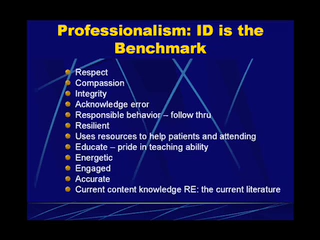 Professionalism: ID is the
Benchmark
Respect
Compassion
Integrity
Acknowledge error
Responsible behavior – follow thru
Resilient
Uses resources to help patients and attending
Educate – pride in teaching ability
Energetic
Engaged
Accurate
Current content knowledge RE: the current literature